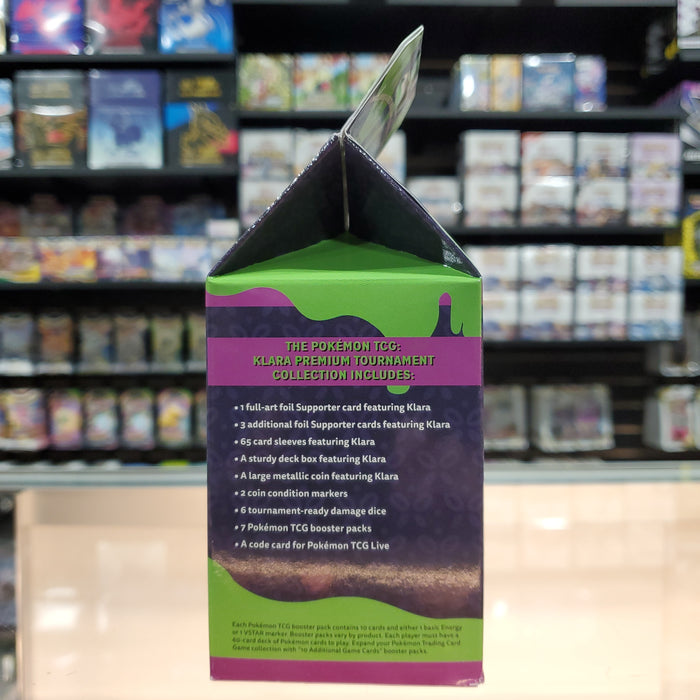 THE POKÉMON TCG:
KLARA PREMIUM TOURNAMENT
COLLECTION INCLUDES:
• 1 full-art foil Supporter card featuring Klara
• 3 additional foil Supporter cards featuring Klara
• 65 card sleeves featuring Klara
• A sturdy deck box featuring Klara
• A large metallic coin featuring Klara
• 2 coin condition markers
• 6 tournament-ready damage dice
• 7 Pokémon TCG booster packs
• A code card for Pokémon TCG Live
Each Pokémon TCG booster pack contains 10 cards and either 1 basic Energy
or 1 VSTAR marker. Booster packs vary by product. Each player must have a
60-card deck of Pokémon cards to play. Expand your Pokémon Trading Card
Game collection with "10 Additional Game Cards" booster packs.